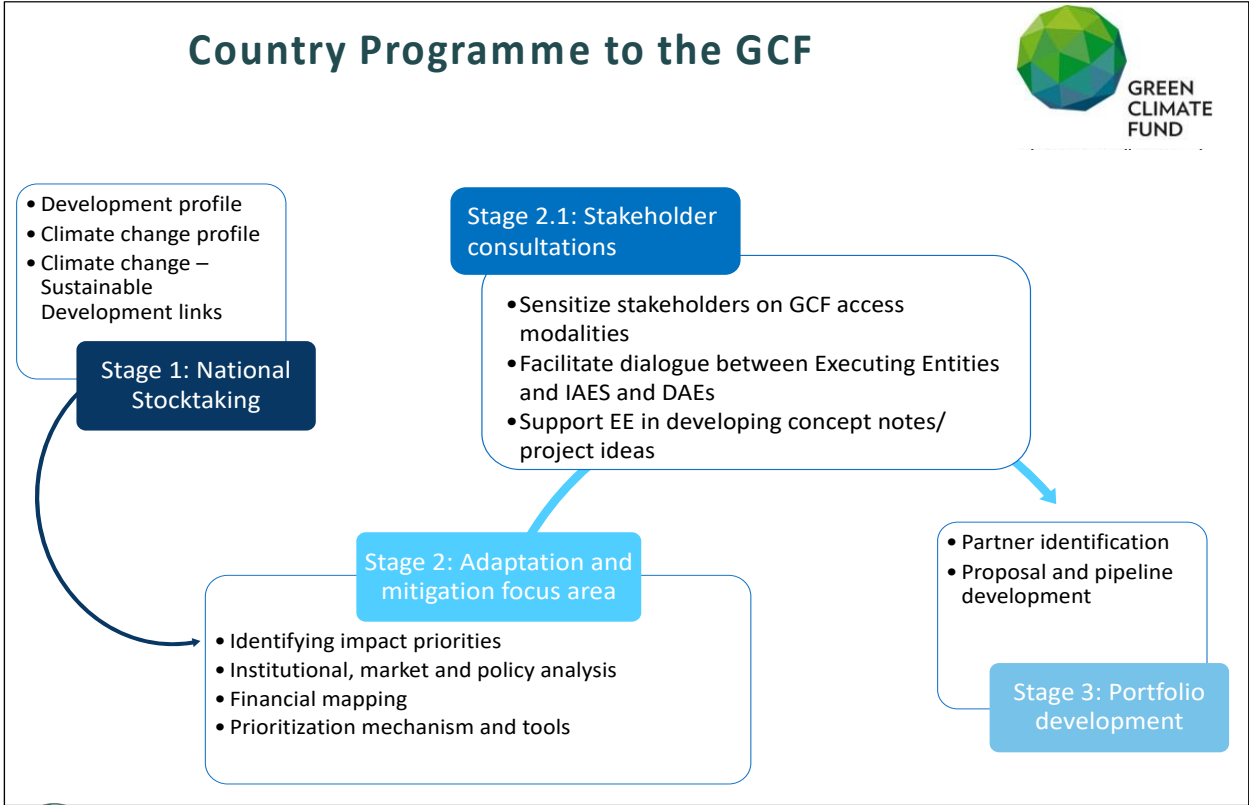 Country Programme to the GCF
GREEN
CLIMATE
FUND
• Development profile
• Climate change profile
• Climate change –
Sustainable
Development links
Stage 1: National
Stocktaking
Stage 2.1: Stakeholder
consultations
•Sensitize stakeholders on GCF access
modalities
•Facilitate dialogue between Executing Entities
and IAES and DAEs
•Support EE in developing concept notes/
project ideas
Stage 2: Adaptation and
mitigation focus area
• Identifying impact priorities
• Institutional, market and policy analysis
• Financial mapping
• Prioritization mechanism and tools
• Partner identification
• Proposal and pipeline
development
Stage 3: Portfolio
development